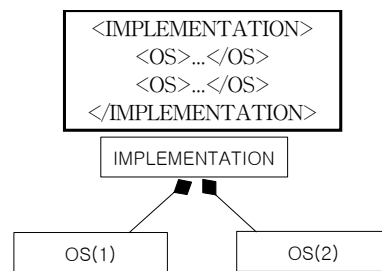 <IMPLEMENTATION>
<OS>...</OS>
<OS>...</OS>
</IMPLEMENTATION>
IMPLEMENTATION
OS(1)
OS(2)